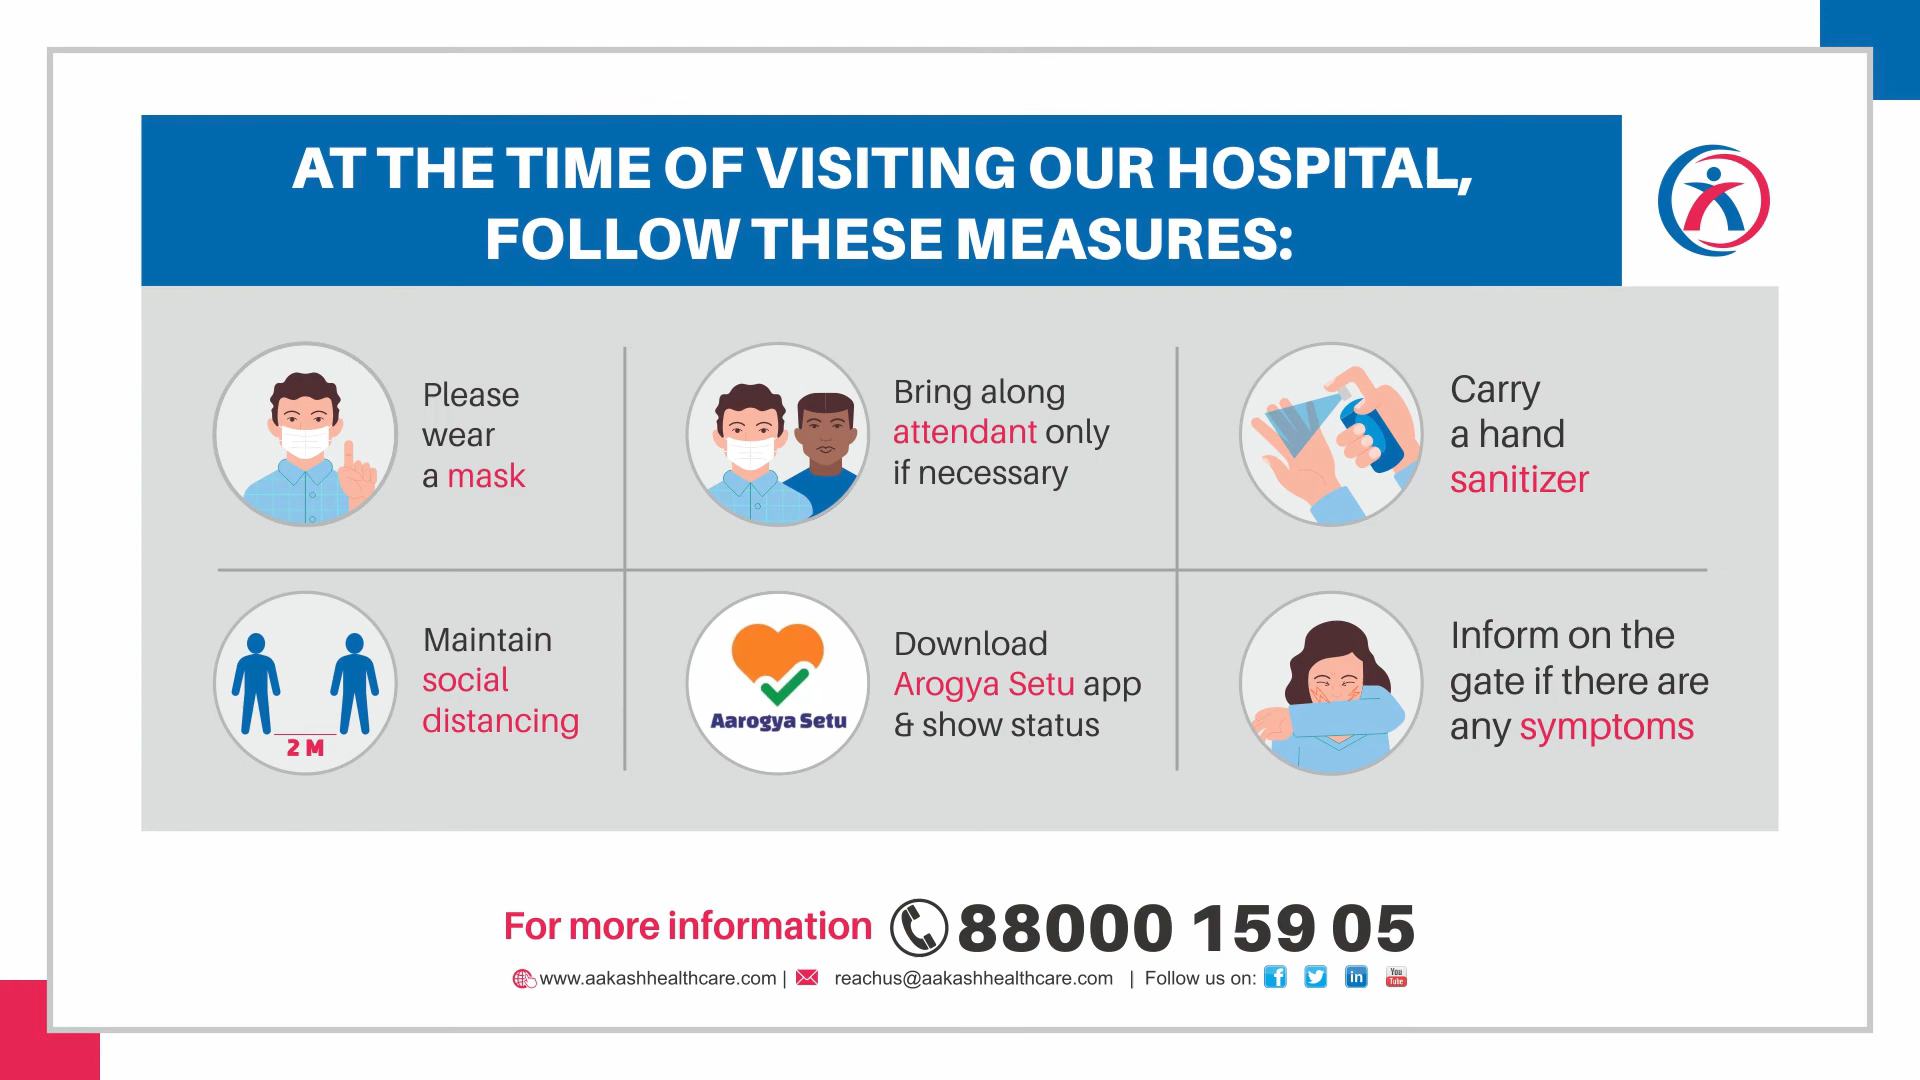 AT THE TIME OF VISITING OUR HOSPITAL,
FOLLOW THESE MEASURES:
Please
wear
a mask
Bring along
attendant only
if necessary
Carry
a hand
sanitizer
2 M
Maintain
social
distancing
Aarogya Setu
Download
Arogya Setu app
& show status
Inform on the
gate if there are
any symptoms
For more information 88000 159 05
www.aakashhealthcare.com | reachus@aakashhealthcare.com | Follow us on: f in You Tube